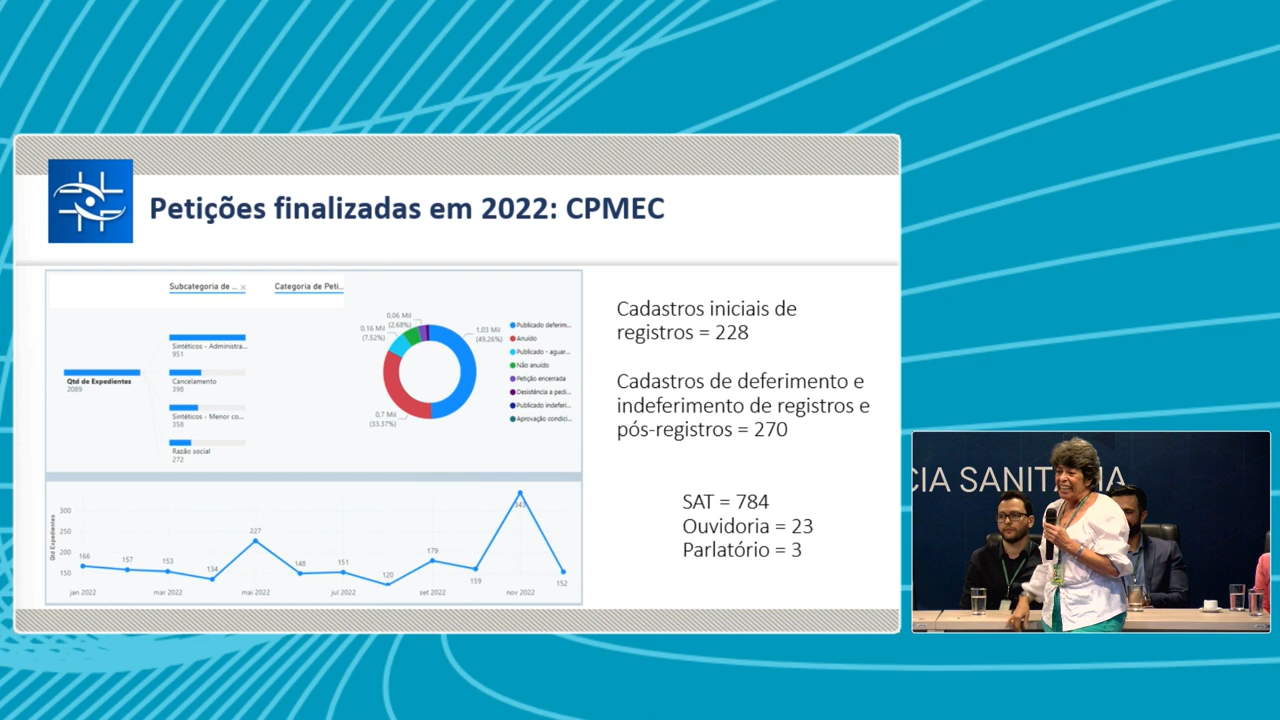 Petições finalizadas em 2022: CPMEC
Subcategoria de ...
Categoria de Peti...
Qtd de Expedientes
2089
Sintéticos - Administra...
951
Cancelamento
398
Sintéticos - Menor co...
358
Razão social
272
0.06 Mil
(2.68%)
0.16 Mil
(7.52%)
1.03 Mil
(49.26%)
0.7 Mil
(33.37%)
Publicado deferim...
Anuído
Publicado - aguar...
Não anuído
Petição encerrada
Desistência a pedi...
Publicado indeferi...
Aprovação condici...
Qtd Expedientes
300
250
200
150
166
157
153
134
227
148
151
120
179
159
343
152
jan 2022
mar 2022
mai 2022
jul 2022
set 2022
nov 2022
Cadastros iniciais de
registros = 228
Cadastros de deferimento e
indeferimento de registros e
pós-registros = 270
SAT = 784
Ouvidoria = 23
Parlatório = 3
CIA SANITÁRIA